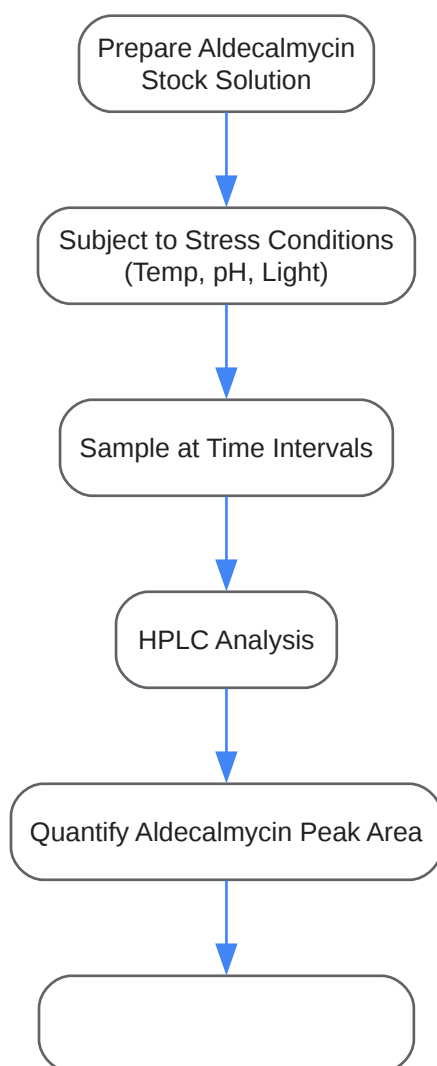 Prepare Aldecalmycin
Stock Solution
Subject to Stress Conditions
(Temp, pH, Light)
Sample at Time Intervals
HPLC Analysis
Quantify Aldecalmycin Peak Area